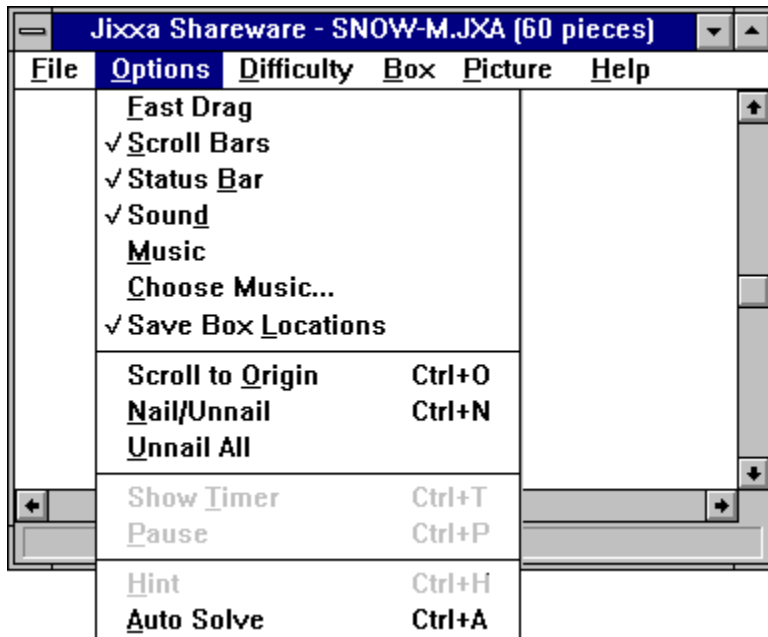 Jixxa Shareware - SNOW-M.JXA (60 pieces)
File Options Difficulty Box Picture Help
Fast Drag
✓ Scroll Bars
✓ Status Bar
✓ Sound
Music
Choose Music...
✓ Save Box Locations
Scroll to Origin Ctrl+O
Nail/Unnail Ctrl+N
Unnail All
Show Timer Ctrl+T
Pause Ctrl+P
Hint Ctrl+H
Auto Solve Ctrl+A